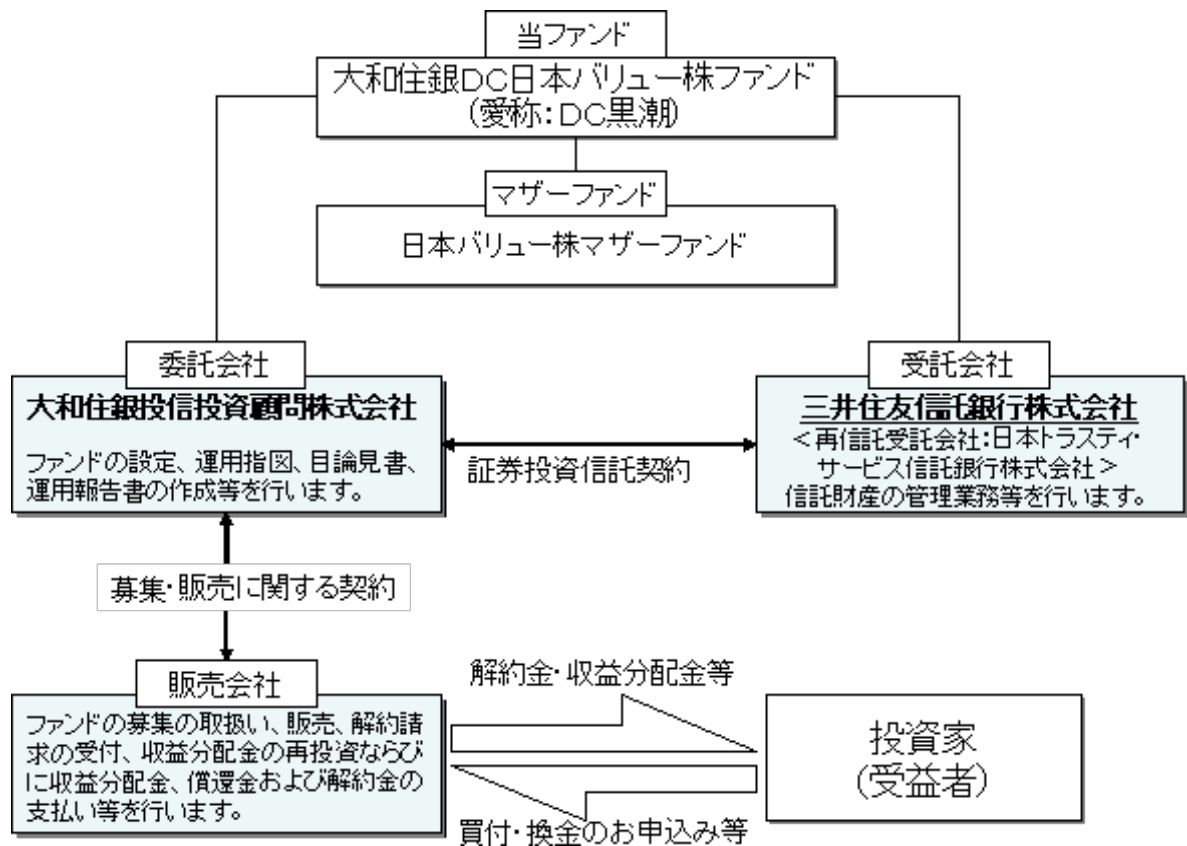 当ファンド
大和住銀DC日本バリュー株ファンド
(愛称:DC黒潮)
マザーファンド
日本バリュー株マザーファンド
委託会社
大和住銀投信投資顧問株式会社
ファンドの設定、運用指図、目論見書、
運用報告書の作成等を行います。
証券投資信託契約
受託会社
三井住友信託銀行株式会社
<再信託受託会社:日本トラスティ・
サービス信託銀行株式会社>
信託財産の管理業務等を行います。
募集・販売に関する契約
販売会社
ファンドの募集の取扱い、販売、解約請
求の受付、収益分配金の再投資ならび
に収益分配金、償還金および解約金の
支払い等を行います。
解約金・収益分配金等
買付・換金のお申込み等
投資家
(受益者)